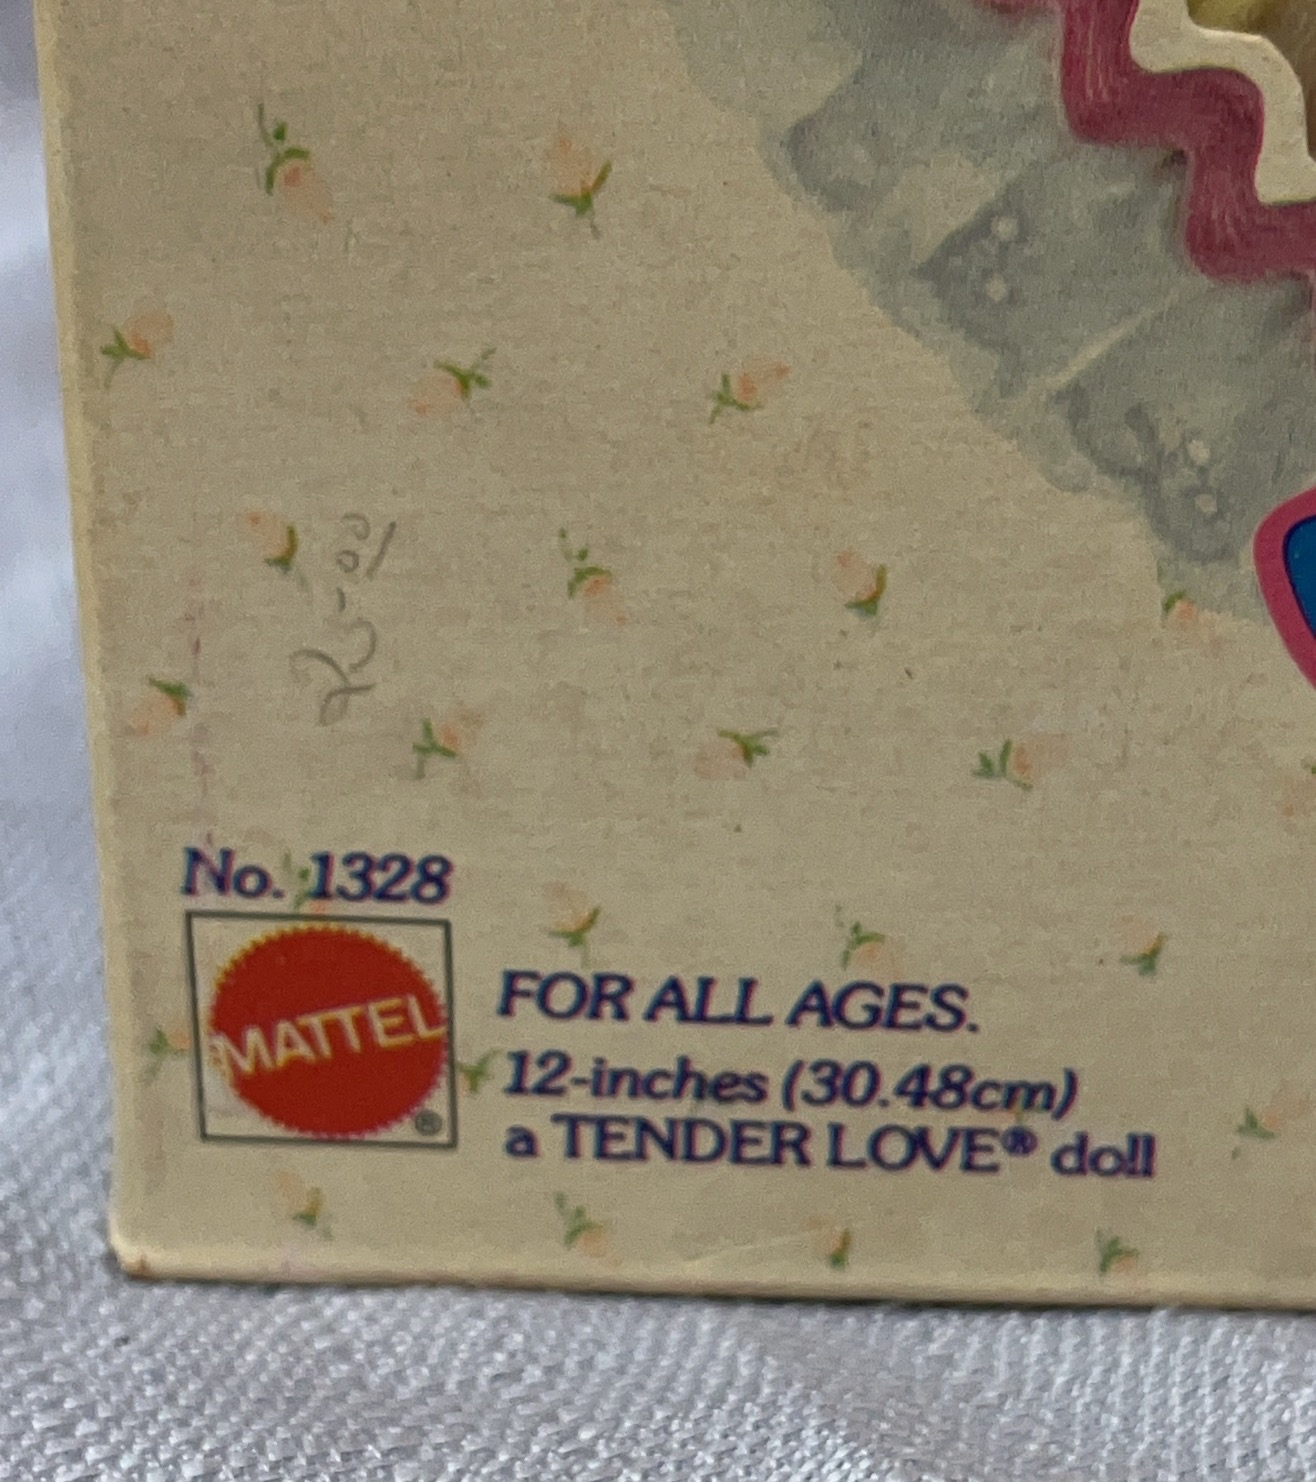 No. 1328
MATTEL
®
FOR ALL AGES.
12-inches (30.48cm)
a TENDER LOVE® doll